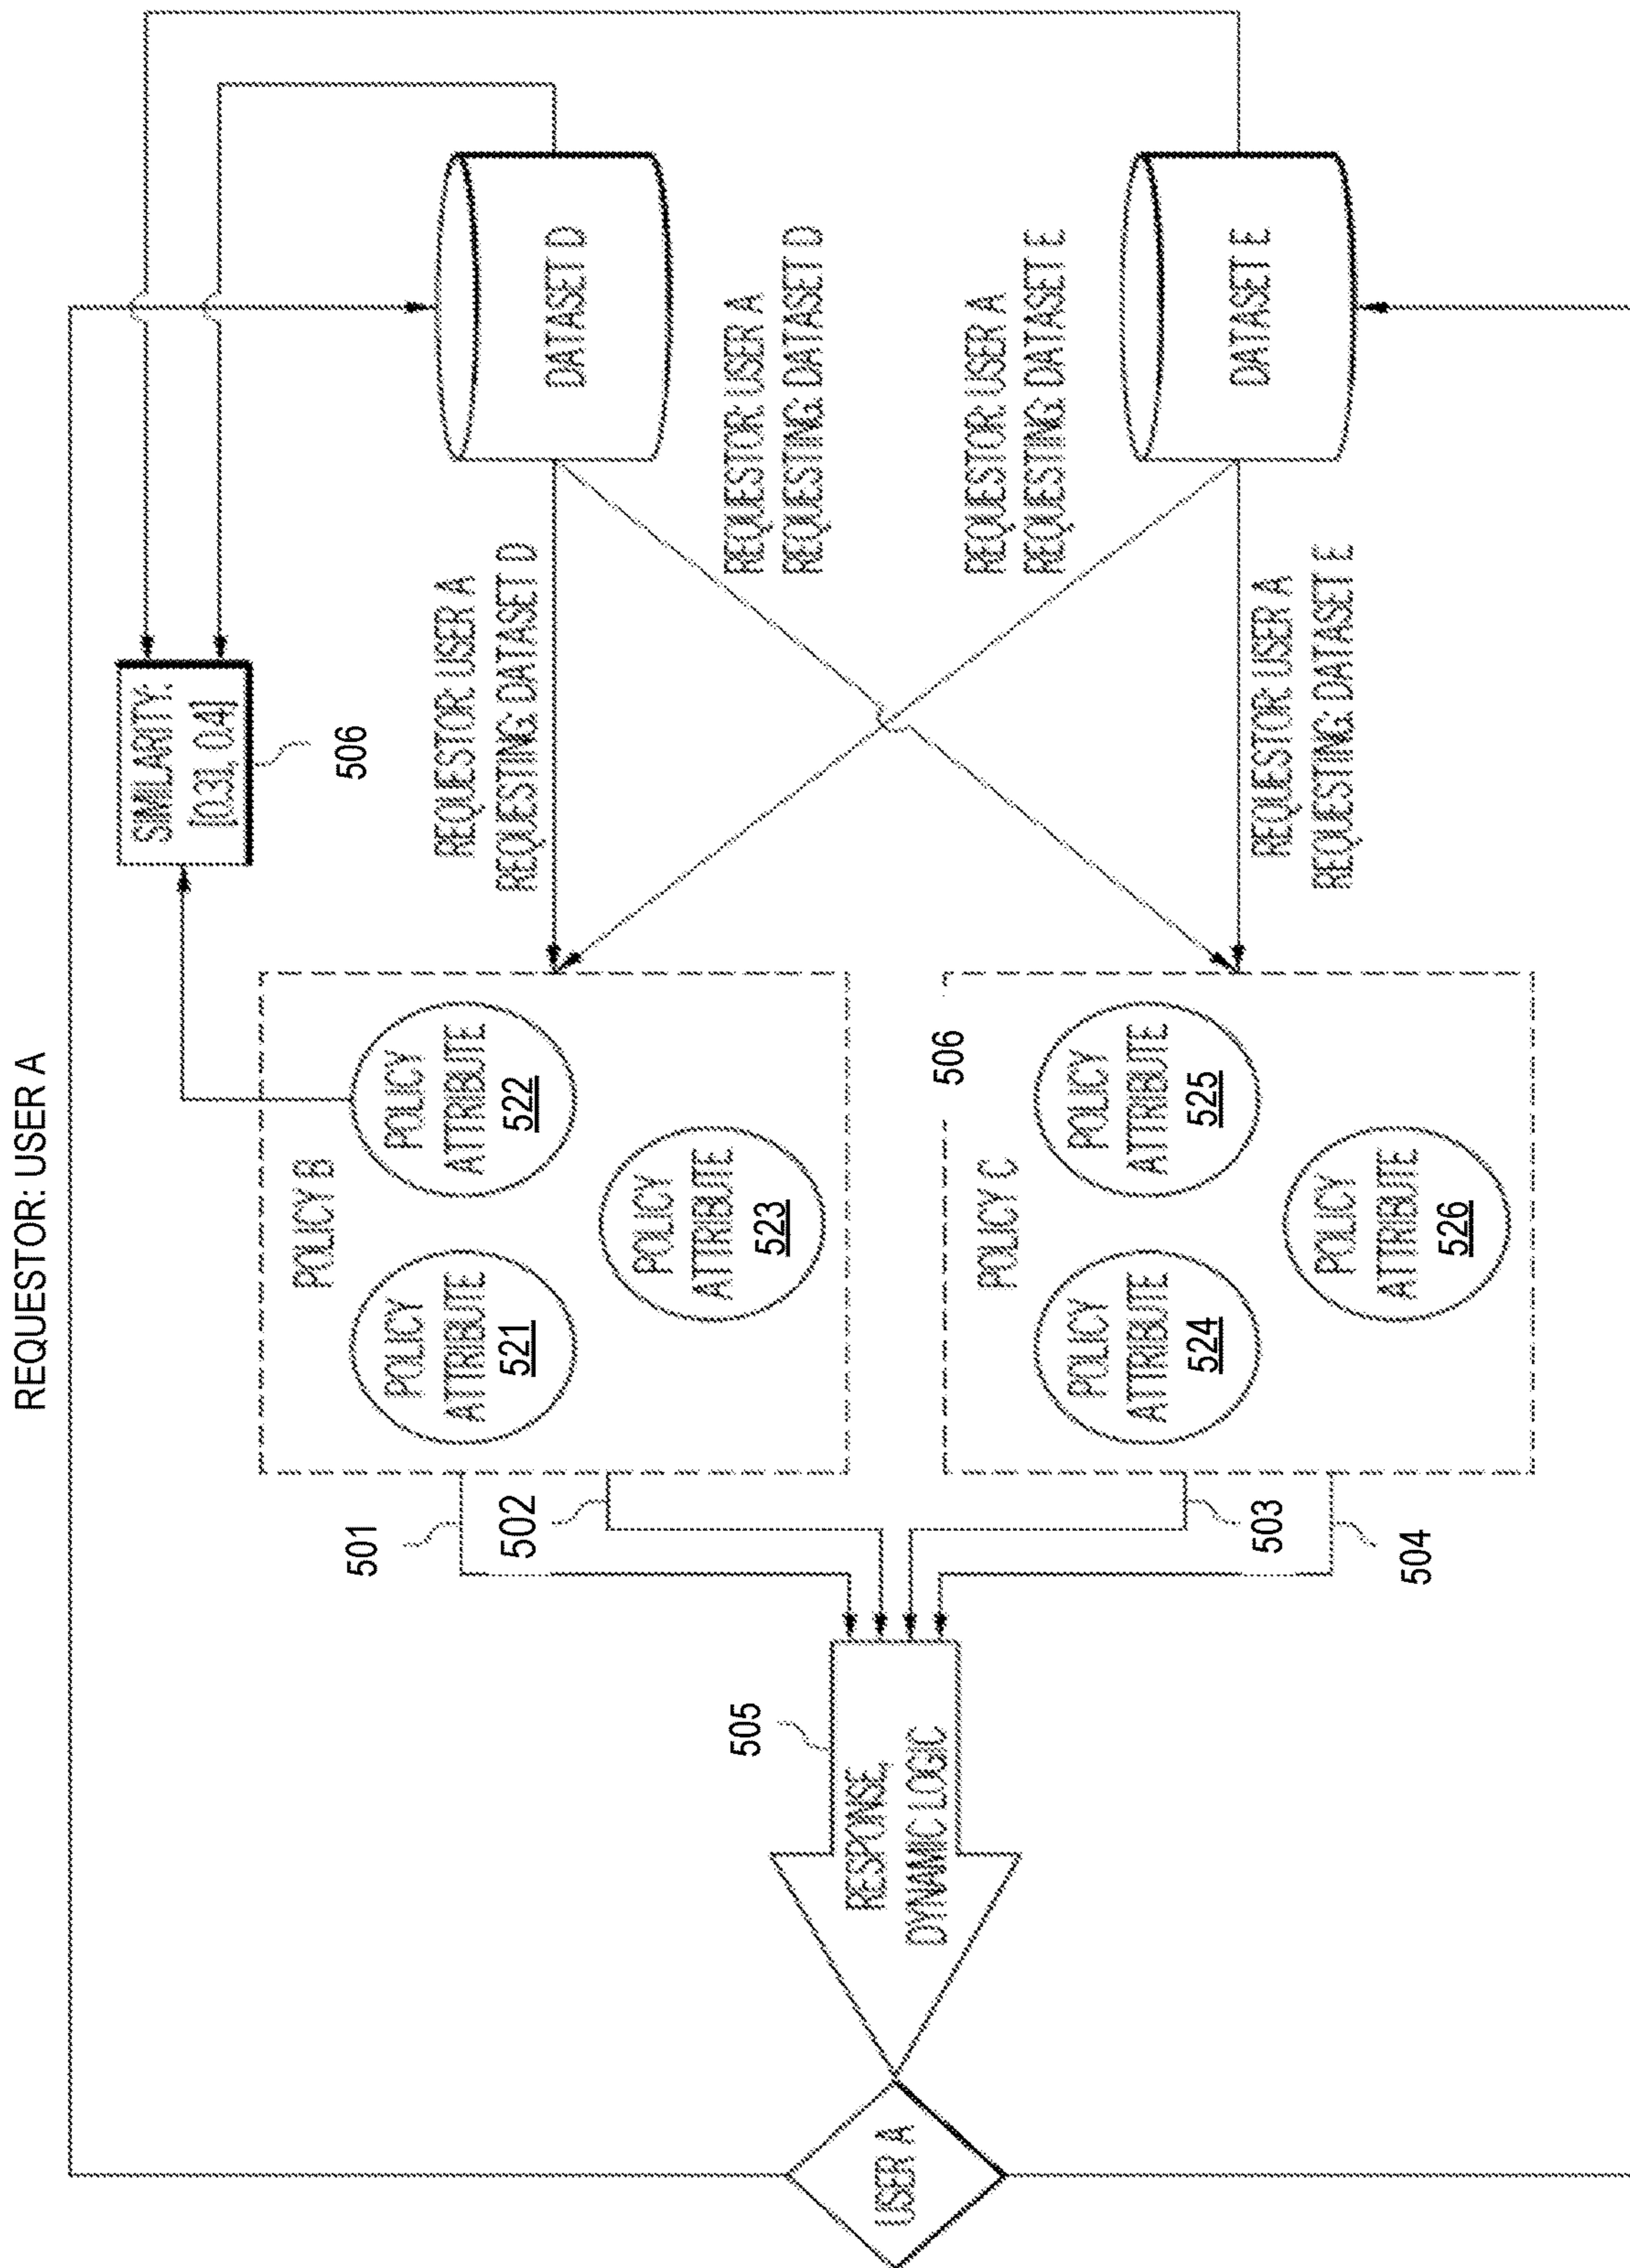 REQUESTOR: USER A
SIMILARITY:
[0.31, 0.4]
506
POLICY B
POLICY
ATTRIBUTE
521
POLICY
ATTRIBUTE
522
POLICY
ATTRIBUTE
523
REQUESTOR: USER A
REQUESTING: DATASET D
DATASET D
REQUESTOR: USER A
REQUESTING: DATASET D
501
502
505
RESPONSE,
DYNAMIC LOGIC
USER A
503
504
506
POLICY C
POLICY
ATTRIBUTE
524
POLICY
ATTRIBUTE
525
POLICY
ATTRIBUTE
526
REQUESTOR: USER A
REQUESTING: DATASET E
REQUESTOR: USER A
REQUESTING: DATASET E
DATASET E